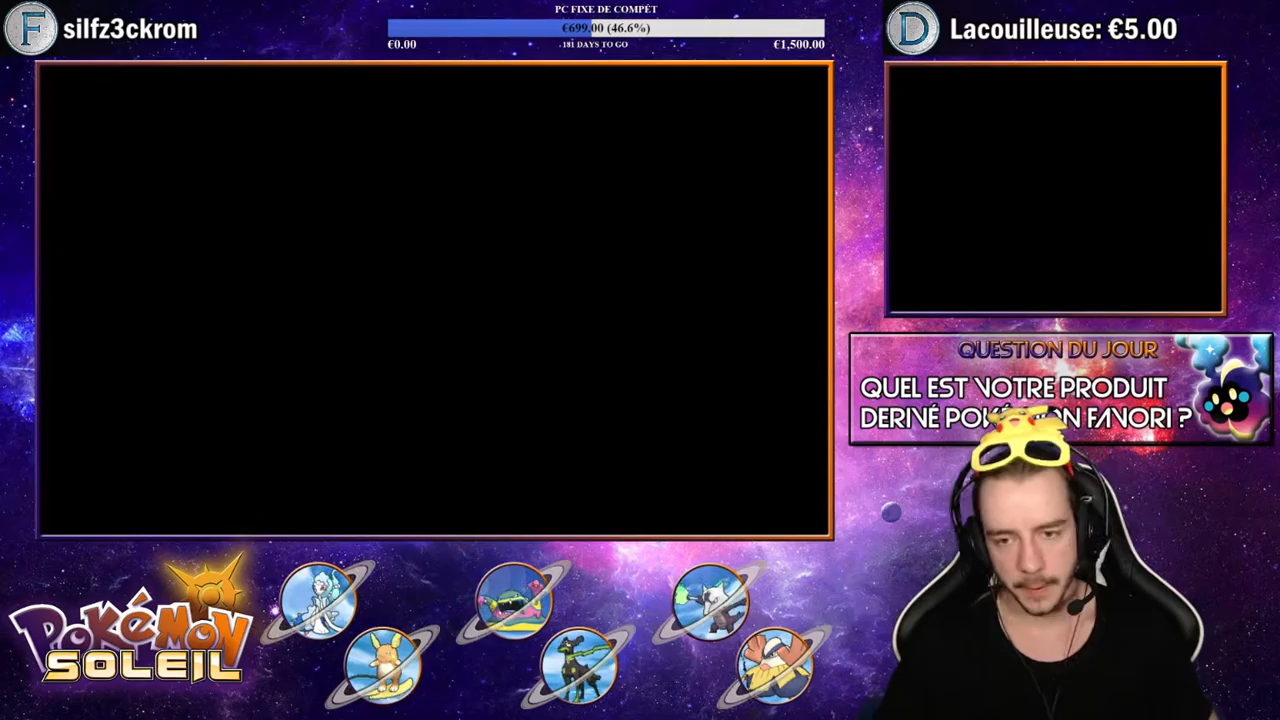 silfz3ckrom
PC FIXE DE COMPÉT
€699.00 (46.6%)
€0.00
181 DAYS TO GO
€1,500.00
Lacouilleuse: €5.00
QUESTION DU JOUR
QUEL EST VOTRE PRODUIT
DERIVÉ POKÉMON FAVORI ?
POKÉMON
SOLEIL
F
D